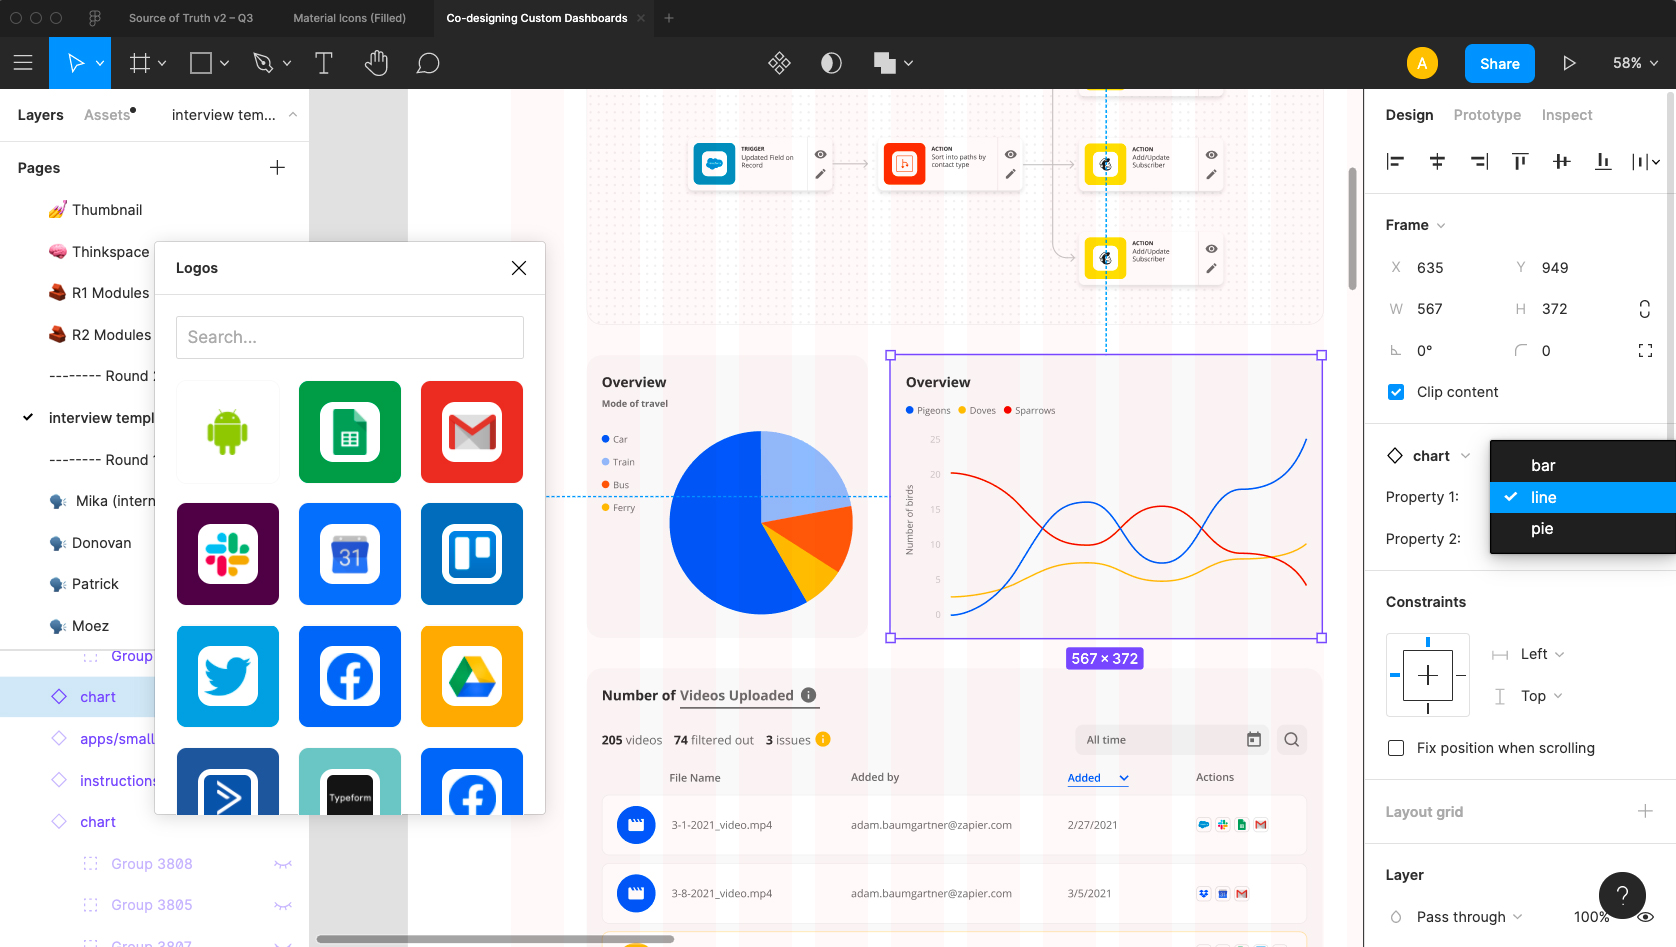 Source of Truth v2 – Q3
Material Icons (Filled)
Co-designing Custom Dashboards
A
Share
58%
Layers
Assets
interview tem...
Pages
Thumbnail
Thinkspace
R1 Modules
R2 Modules
-------- Round
interview templ
-------- Round
Mika (intern
Donovan
Patrick
Moez
Group
chart
apps/small
instructions
chart
Group 3808
Group 3805
Group 3807
Logos
Search...
31
Typeform
TRIGGER
Updated Field on
Record
ACTION
Sort into paths by
contact type
ACTION
Add/Update
Subscriber
ACTION
Add/Update
Subscriber
Overview
Mode of travel
Car
Train
Bus
Ferry
Overview
Pigeons
Doves
Sparrows
Number of birds
25
20
15
10
5
0
567 × 372
Number of Videos Uploaded
205 videos
74 filtered out
3 issues
All time
File Name
Added by
Added
Actions
3-1-2021_video.mp4
adam.baumgartner@zapier.com
2/27/2021
3-8-2021_video.mp4
adam.baumgartner@zapier.com
3/5/2021
Design
Prototype
Inspect
Frame
X 635
Y 949
W 567
H 372
0°
0
Clip content
chart
Property 1:
Property 2:
bar
line
pie
Constraints
Left
Top
Fix position when scrolling
Layout grid
Layer
Pass through
100%
?